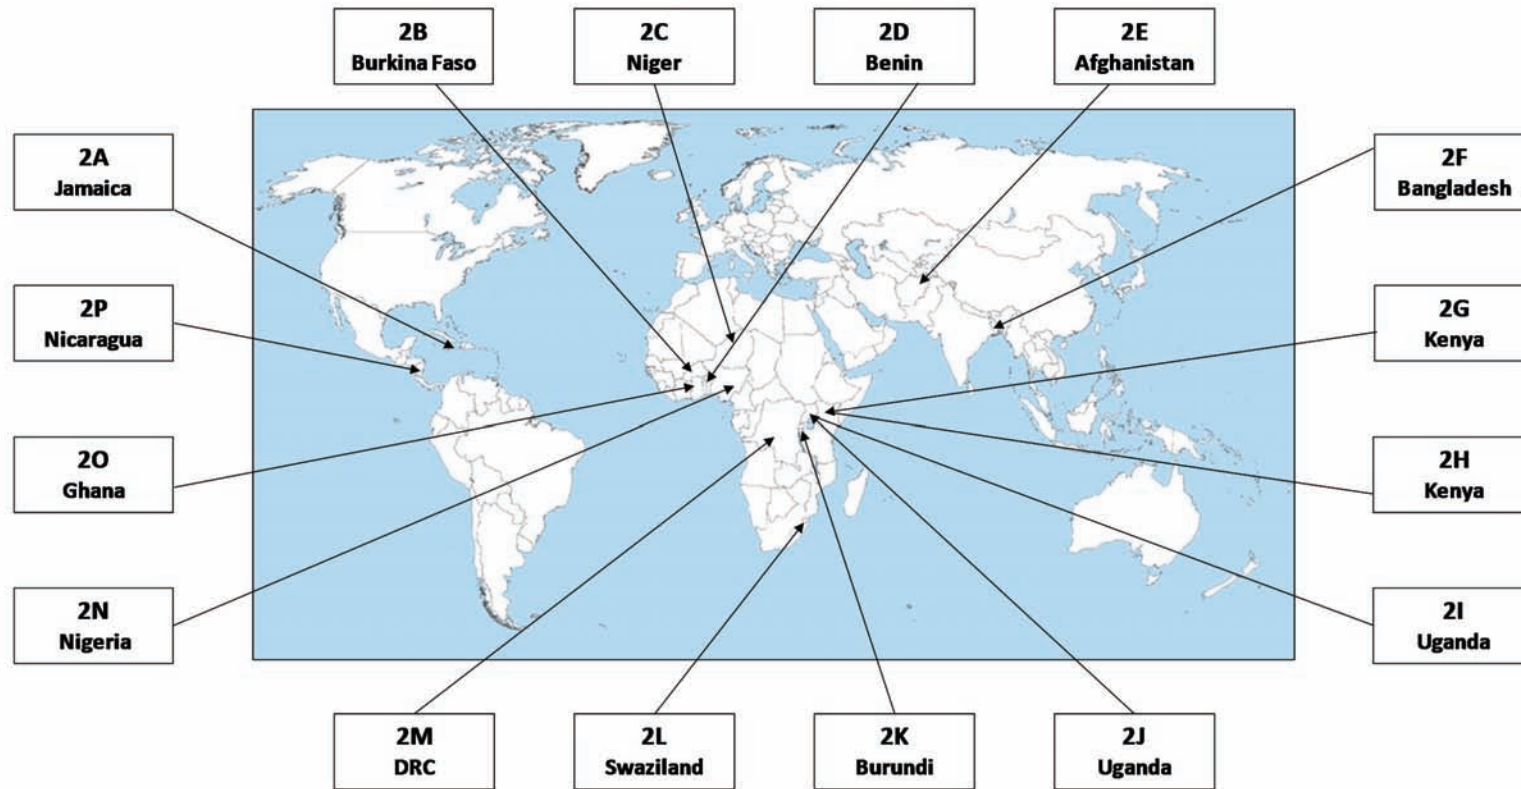 2B
Burkina Faso
2C
Niger
2D
Benin
2E
Afghanistan
2A
Jamaica
2F
Bangladesh
2P
Nicaragua
2G
Kenya
2O
Ghana
2H
Kenya
2N
Nigeria
2I
Uganda
2M
DRC
2L
Swaziland
2K
Burundi
2J
Uganda